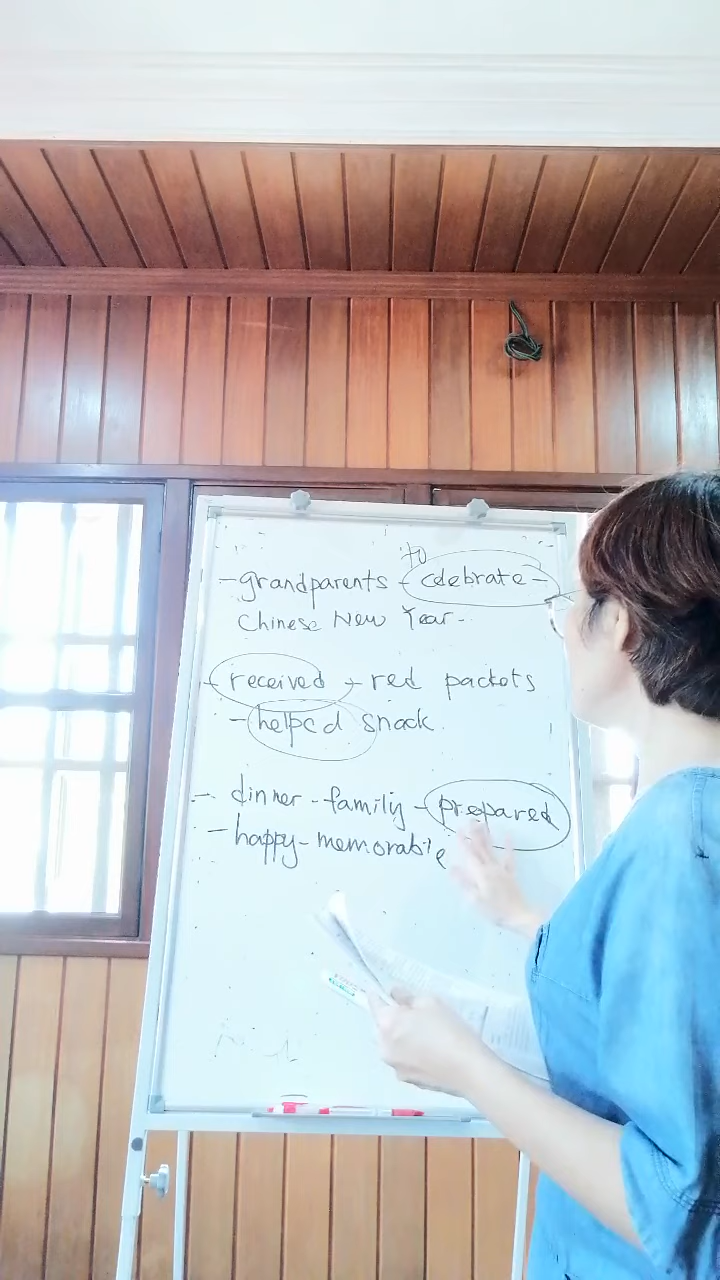 to
- grandparents - celebrate -
Chinese New Year -
- received - red packets
- helped snack
- dinner - family - prepared
- happy - memorable